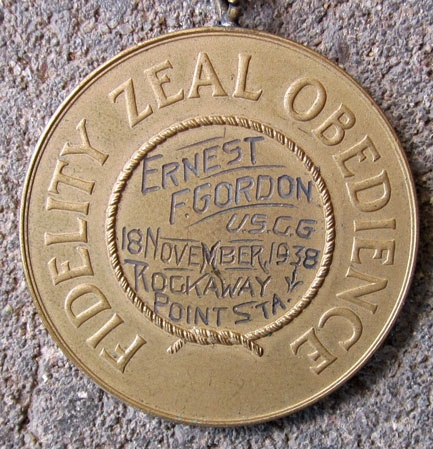 FIDELITY ZEAL OBEDIENCE
ERNEST
F. GORDON
U.S.C.G
18 NOVEMBER, 1938
ROCKAWAY
POINT STA.